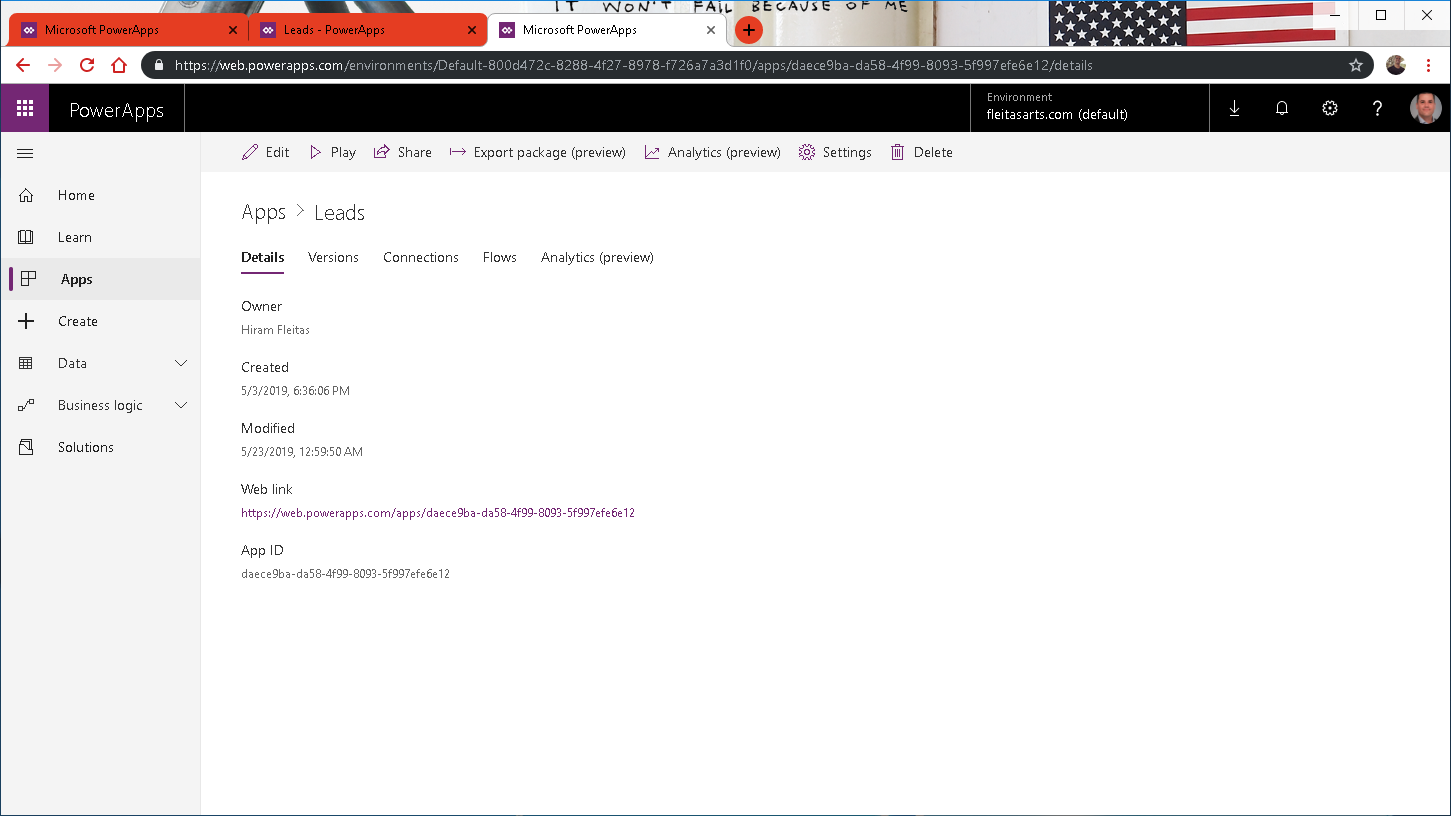 IT WON'T FAIL BECAUSE OF ME
Microsoft PowerApps
Leads - PowerApps
Microsoft PowerApps
https://web.powerapps.com/environments/Default-800d472c-8288-4f27-8978-f726a7a3d1f0/apps/daece9ba-da58-4f99-8093-5f997efe6e12/details
PowerApps
Environment
fleitasarts.com (default)
Edit Play Share Export package (preview) Analytics (preview) Settings Delete
Home
Learn
Apps
Create
Data
Business logic
Solutions
Apps > Leads
Details Versions Connections Flows Analytics (preview)
Owner
Hiram Fleitas
Created
5/3/2019, 6:36:06 PM
Modified
5/23/2019, 12:59:50 AM
Web link
https://web.powerapps.com/apps/daece9ba-da58-4f99-8093-5f997efe6e12
App ID
daece9ba-da58-4f99-8093-5f997efe6e12